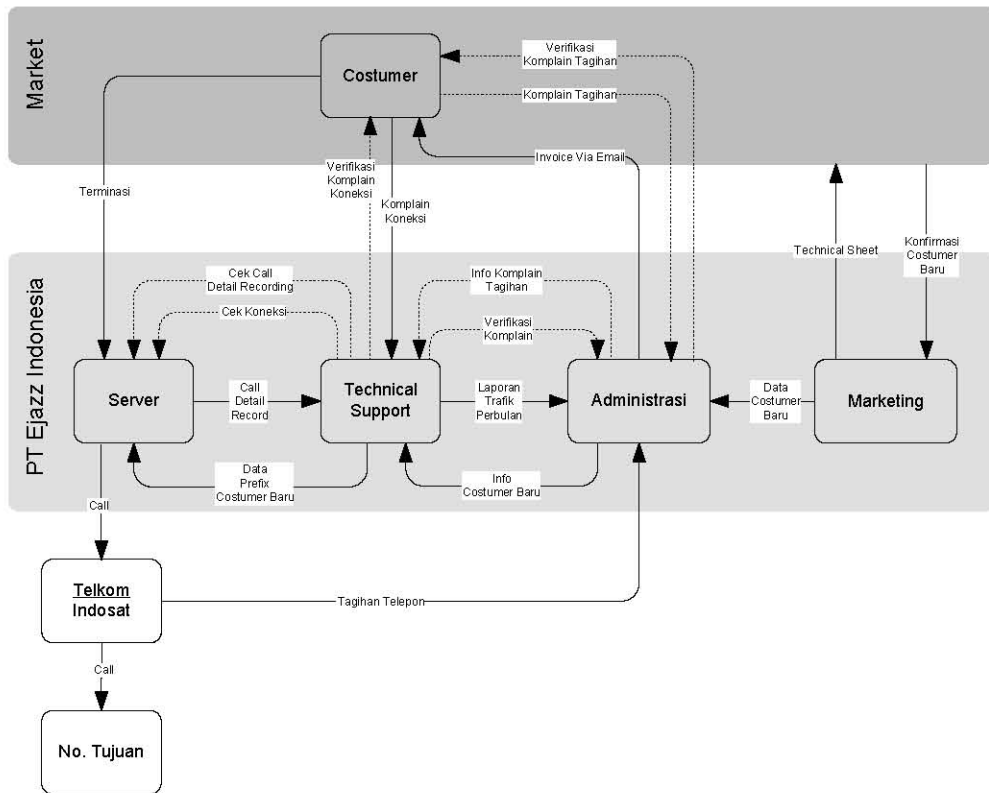 Market
Costumer
Verifikasi
Komplain Tagihan
Komplain Tagihan
Invoice Via Email
Verifikasi
Komplain
Koneksi
Terminasi
Komplain
Koneksi
Technical Sheet
Konfirmasi
Costumer
Baru
PT Ejazz Indonesia
Cek Call
Detail Recording
Info Komplain
Tagihan
Cek Koneksi
Verifikasi
Komplain
Server
Call
Detail
Record
Technical
Support
Laporan
Trafik
Perbulan
Administrasi
Data
Costumer
Baru
Marketing
Data
Prefix
Costumer Baru
Info
Costumer Baru
Call
Telkom
Indosat
Tagihan Telepon
Call
No. Tujuan